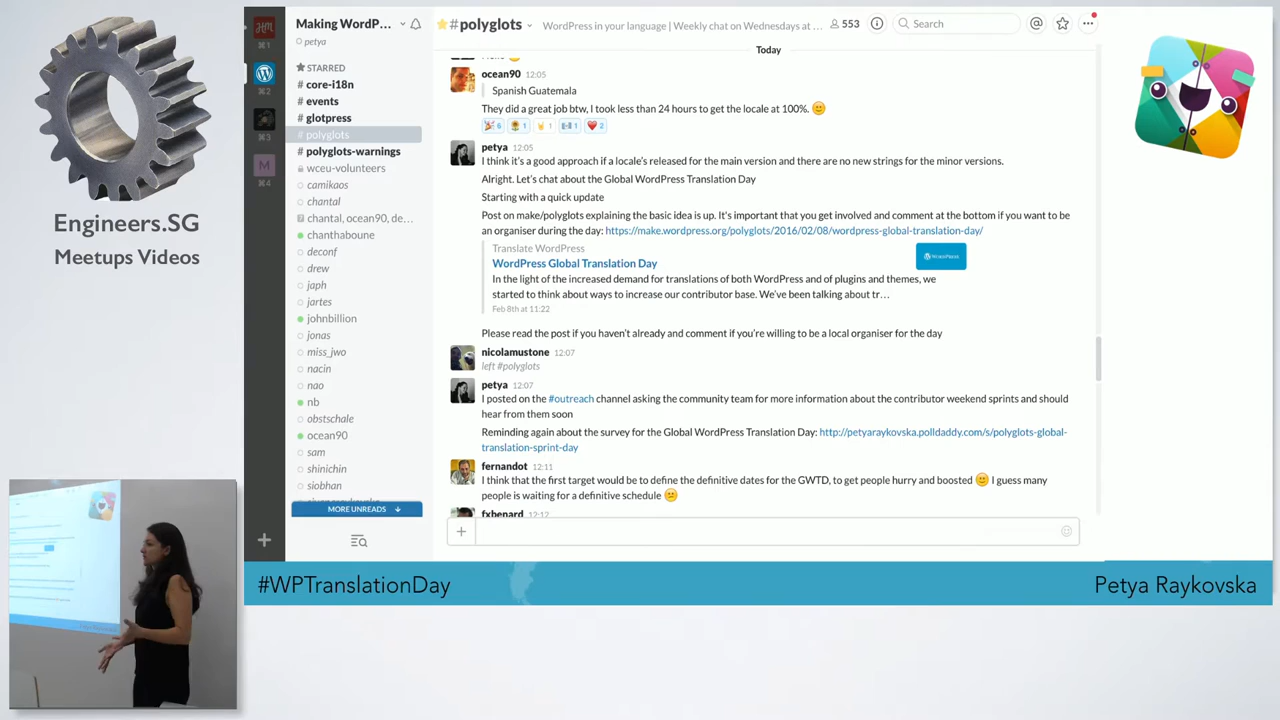 Engineers.SG
Meetups Videos
HM
⌘1
⌘2
⌘3
M
⌘4
Making WordP...
petya
STARRED
# core-i18n
# events
# glotpress
# polyglots
# polyglots-warnings
wceu-volunteers
camikaos
chantal
chantal, ocean90, de...
chanthaboune
deconf
drew
japh
jartes
johnbillion
jonas
miss_jwo
nacin
nao
nb
obstschale
ocean90
sam
shinichin
siobhan
MORE UNREADS
#polyglots
WordPress in your language | Weekly chat on Wednesdays at ...
553
Search
Today
ocean90 12:05
Spanish Guatemala
They did a great job btw, I took less than 24 hours to get the locale at 100%.
6 1 1 1 2
petya 12:05
I think it's a good approach if a locale's released for the main version and there are no new strings for the minor versions.
Alright. Let's chat about the Global WordPress Translation Day
Starting with a quick update
Post on make/polyglots explaining the basic idea is up. It's important that you get involved and comment at the bottom if you want to
be an organiser during the day: https://make.wordpress.org/polyglots/2016/02/08/wordpress-global-translation-day/
Translate WordPress
WordPress Global Translation Day
WORDPRESS
In the light of the increased demand for translations of both WordPress and of plugins and themes, we
started to think about ways to increase our contributor base. We've been talking about tr...
Feb 8th at 11:22
Please read the post if you haven't already and comment if you're willing to be a local organiser for the day
nicolamustone 12:07
left #polyglots
petya 12:07
I posted on the #outreach channel asking the community team for more information about the contributor weekend sprints and should
hear from them soon
Reminding again about the survey for the Global WordPress Translation Day: http://petyaraykovska.polldaddy.com/s/polyglots-global-
translation-sprint-day
fernandot 12:11
I think that the first target would be to define the definitive dates for the GWTD, to get people hurry and boosted I guess many
people is waiting for a definitive schedule
fxbenard 12:12
#WPTranslationDay
Petya Raykovska